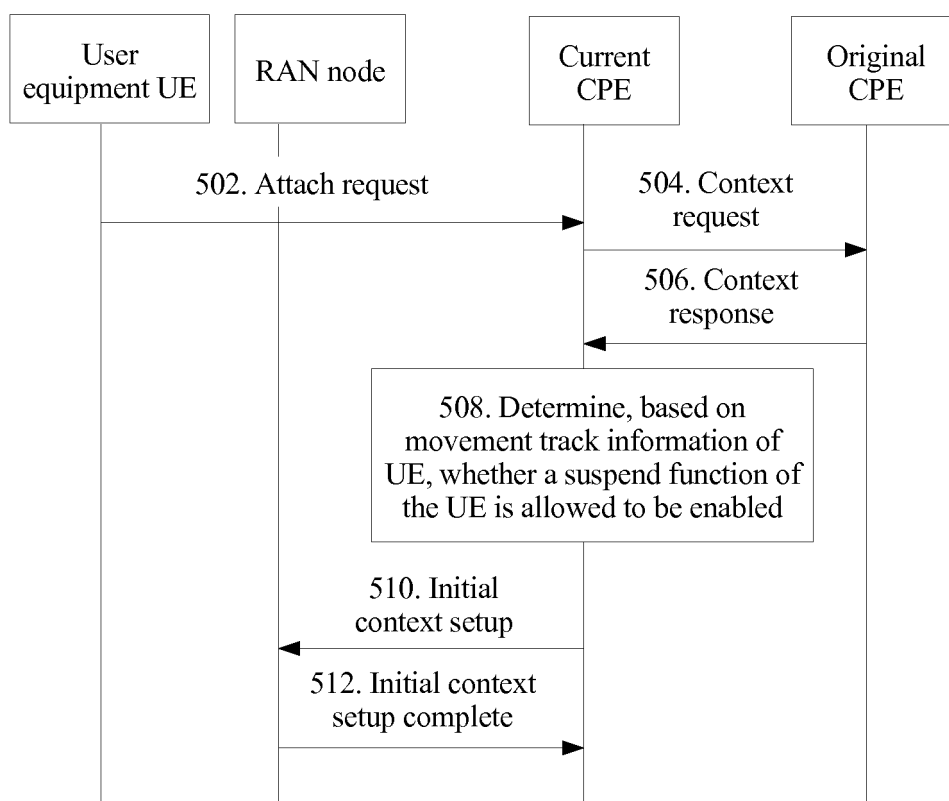 User
equipment UE
RAN node
Current
CPE
Original
CPE
502. Attach request
504. Context
request
506. Context
response
508. Determine, based on
movement track information of
UE, whether a suspend function of
the UE is allowed to be enabled
510. Initial
context setup
512. Initial context
setup complete